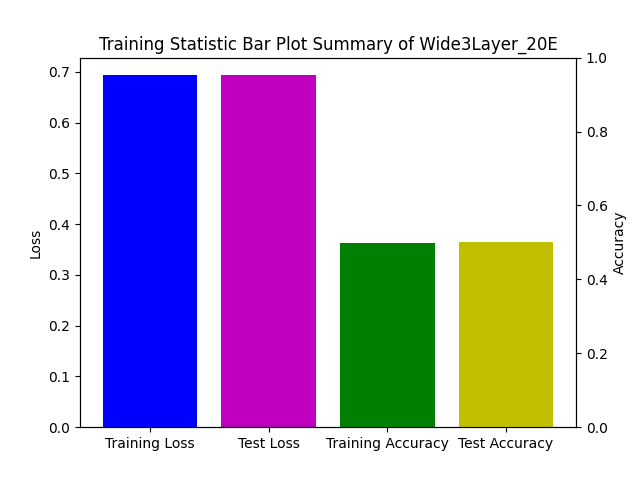 Training Statistic Bar Plot Summary of Wide3Layer_20E
0.7
0.6
0.5
0.4
0.3
0.2
0.1
0.0
Loss
1.0
0.8
0.6
0.4
0.2
0.0
Accuracy
Training Loss
Test Loss
Training Accuracy
Test Accuracy